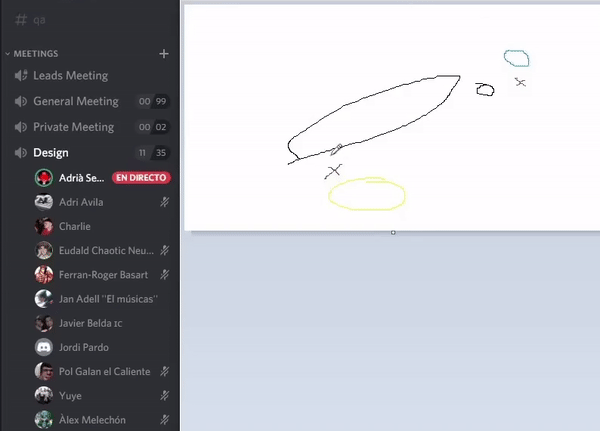 # qa
MEETINGS +
Leads Meeting
General Meeting 00 99
Private Meeting 00 02
Design 11 35
Adrià Se... EN DIRECTO
Adri Avila
Charlie
Eudald Chaotic Neu...
Ferran-Roger Basart
Jan Adell "El músicas"
Javier Belda IC
Jordi Pardo
Pol Galan el Caliente
Yuye
Àlex Melechón
x
x